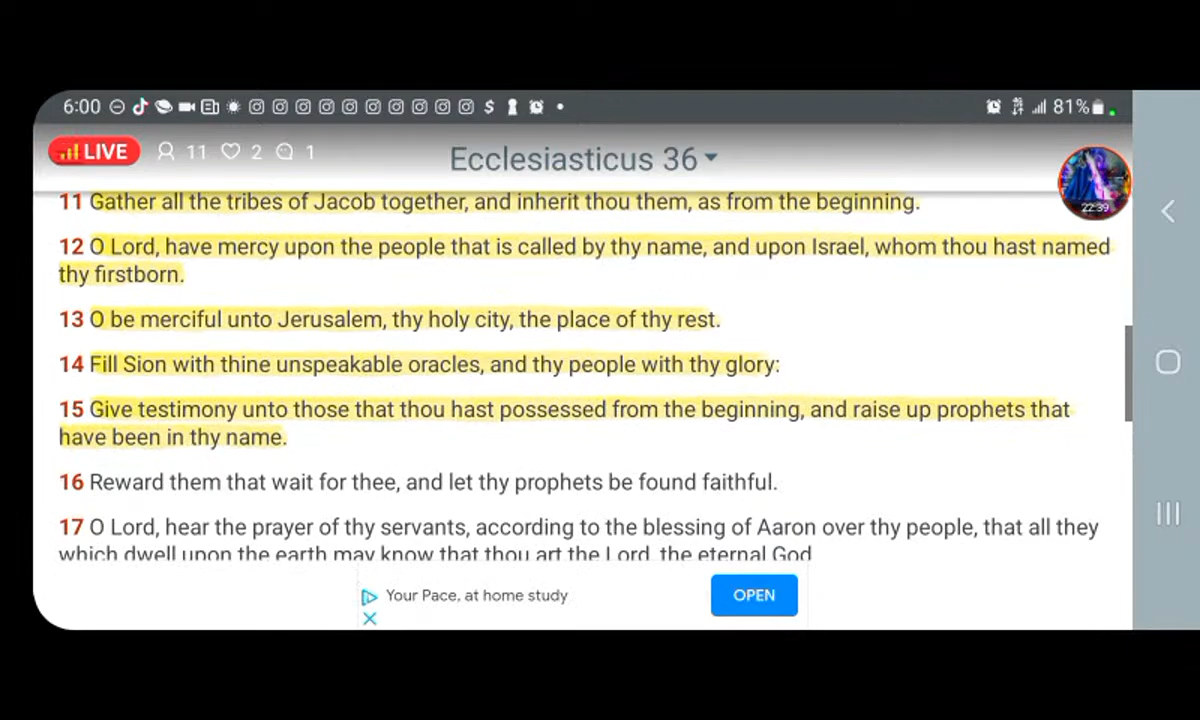 6:00 $ 81%
LIVE 11 2 1
Ecclesiasticus 36
22:39
11 Gather all the tribes of Jacob together, and inherit thou them, as from the beginning.
12 O Lord, have mercy upon the people that is called by thy name, and upon Israel, whom thou hast named
thy firstborn.
13 O be merciful unto Jerusalem, thy holy city, the place of thy rest.
14 Fill Sion with thine unspeakable oracles, and thy people with thy glory:
15 Give testimony unto those that thou hast possessed from the beginning, and raise up prophets that
have been in thy name.
16 Reward them that wait for thee, and let thy prophets be found faithful.
17 O Lord, hear the prayer of thy servants, according to the blessing of Aaron over thy people, that all they
which dwell upon the earth may know that thou art the Lord, the eternal God
Your Pace, at home study
OPEN